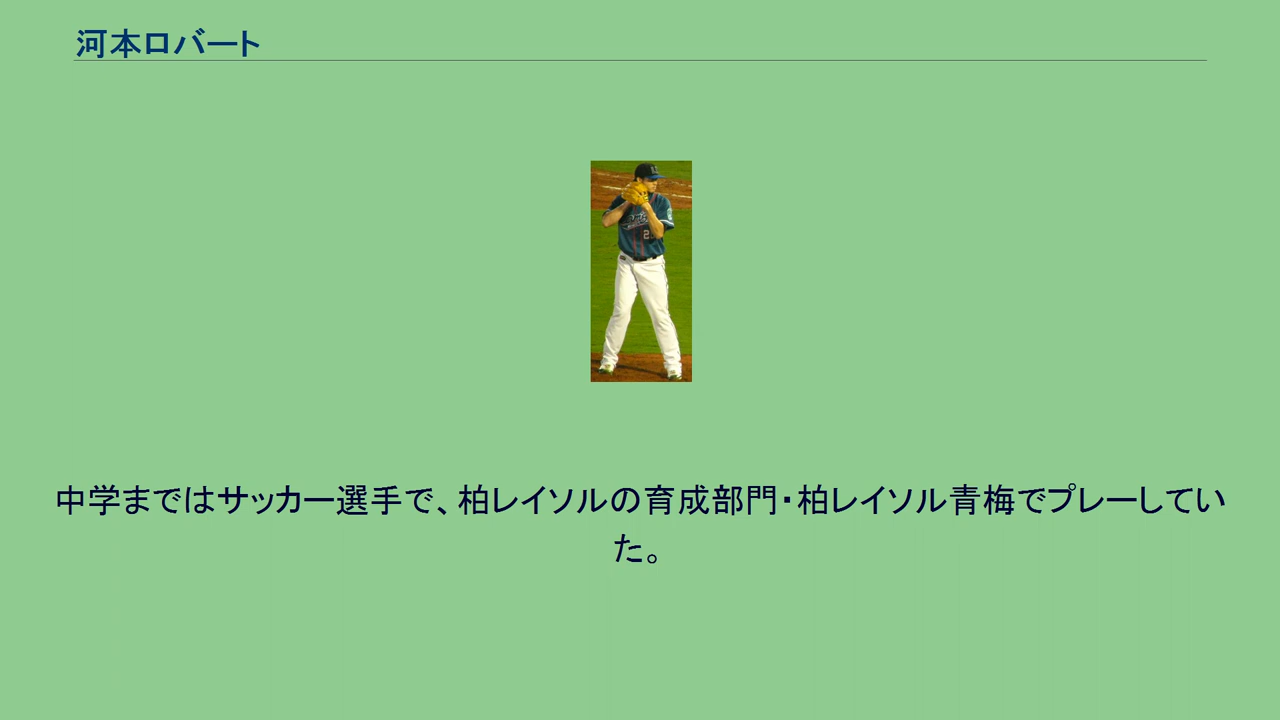 河本ロバート
中学まではサッカー選手で、柏レイソルの育成部門・柏レイソル青梅でプレーしてい
た。